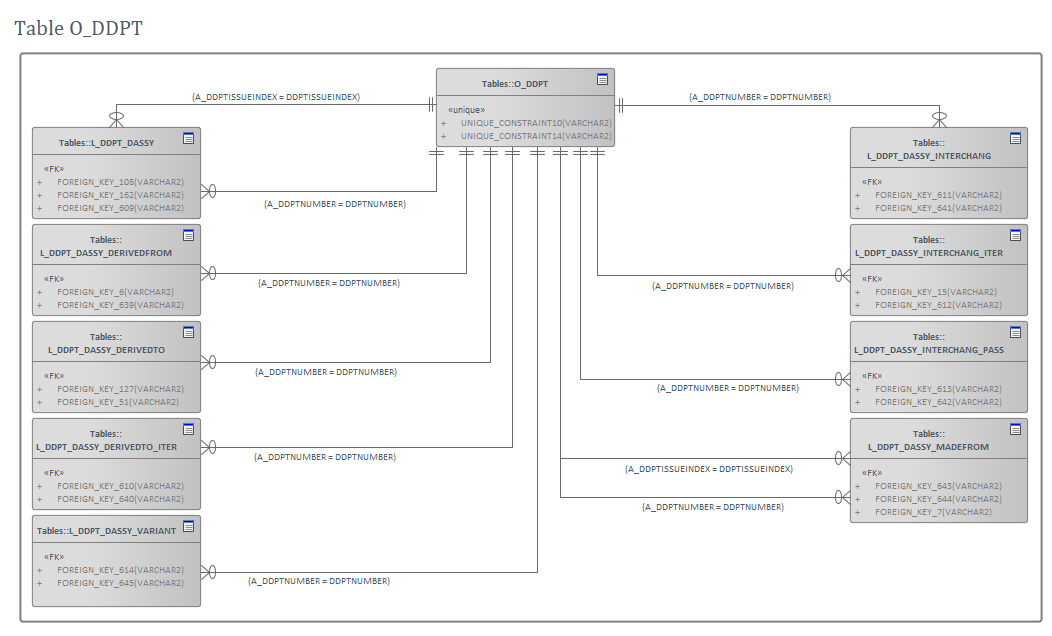 Table O_DDPT
Tables::O_DDPT
«unique»
+ UNIQUE_CONSTRAINT10(VARCHAR2)
+ UNIQUE_CONSTRAINT14(VARCHAR2)
(A_DDPTISSUEINDEX = DDPTISSUEINDEX)
(A_DDPTNUMBER = DDPTNUMBER)
Tables::L_DDPT_DASSY
«FK»
+ FOREIGN_KEY_108(VARCHAR2)
+ FOREIGN_KEY_162(VARCHAR2)
+ FOREIGN_KEY_609(VARCHAR2)
(A_DDPTNUMBER = DDPTNUMBER)
Tables::
L_DDPT_DASSY_DERIVEDFROM
«FK»
+ FOREIGN_KEY_6(VARCHAR2)
+ FOREIGN_KEY_639(VARCHAR2)
(A_DDPTNUMBER = DDPTNUMBER)
Tables::
L_DDPT_DASSY_DERIVEDTO
«FK»
+ FOREIGN_KEY_127(VARCHAR2)
+ FOREIGN_KEY_51(VARCHAR2)
(A_DDPTNUMBER = DDPTNUMBER)
Tables::
L_DDPT_DASSY_DERIVEDTO_ITER
«FK»
+ FOREIGN_KEY_610(VARCHAR2)
+ FOREIGN_KEY_640(VARCHAR2)
(A_DDPTNUMBER = DDPTNUMBER)
Tables::L_DDPT_DASSY_VARIANT
«FK»
+ FOREIGN_KEY_614(VARCHAR2)
+ FOREIGN_KEY_645(VARCHAR2)
(A_DDPTNUMBER = DDPTNUMBER)
Tables::
L_DDPT_DASSY_INTERCHANG
«FK»
+ FOREIGN_KEY_611(VARCHAR2)
+ FOREIGN_KEY_641(VARCHAR2)
Tables::
L_DDPT_DASSY_INTERCHANG_ITER
«FK»
+ FOREIGN_KEY_15(VARCHAR2)
+ FOREIGN_KEY_612(VARCHAR2)
(A_DDPTNUMBER = DDPTNUMBER)
Tables::
L_DDPT_DASSY_INTERCHANG_PASS
«FK»
+ FOREIGN_KEY_613(VARCHAR2)
+ FOREIGN_KEY_642(VARCHAR2)
(A_DDPTNUMBER = DDPTNUMBER)
Tables::
L_DDPT_DASSY_MADEFROM
«FK»
+ FOREIGN_KEY_643(VARCHAR2)
+ FOREIGN_KEY_644(VARCHAR2)
+ FOREIGN_KEY_7(VARCHAR2)
(A_DDPTISSUEINDEX = DDPTISSUEINDEX)
(A_DDPTNUMBER = DDPTNUMBER)